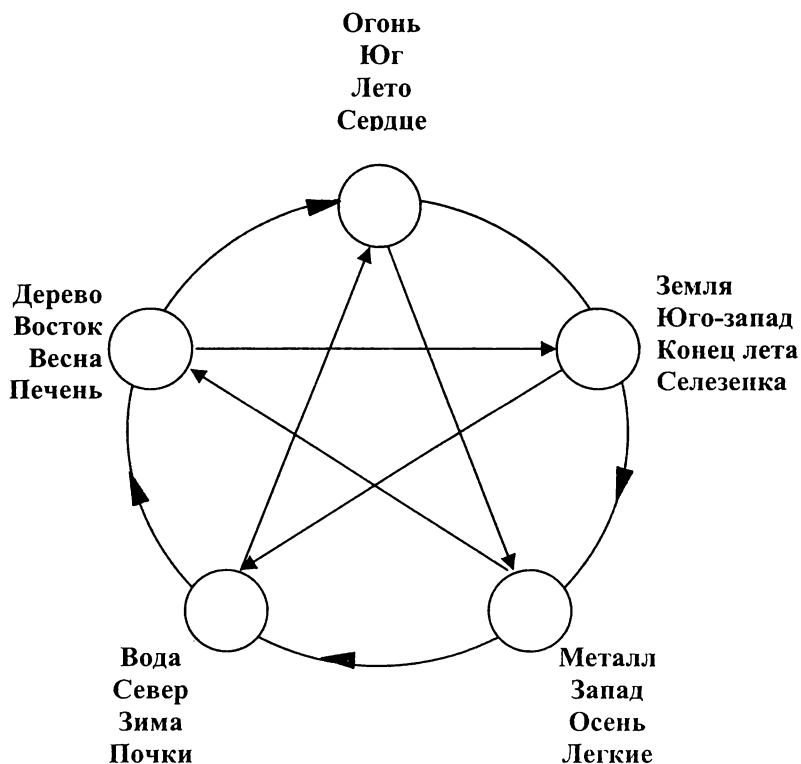 Огонь
Юг
Лето
Сердце
Дерево
Восток
Весна
Печень
Земля
Юго-запад
Конец лета
Селезенка
Вода
Север
Зима
Почки
Металл
Запад
Осень
Легкие